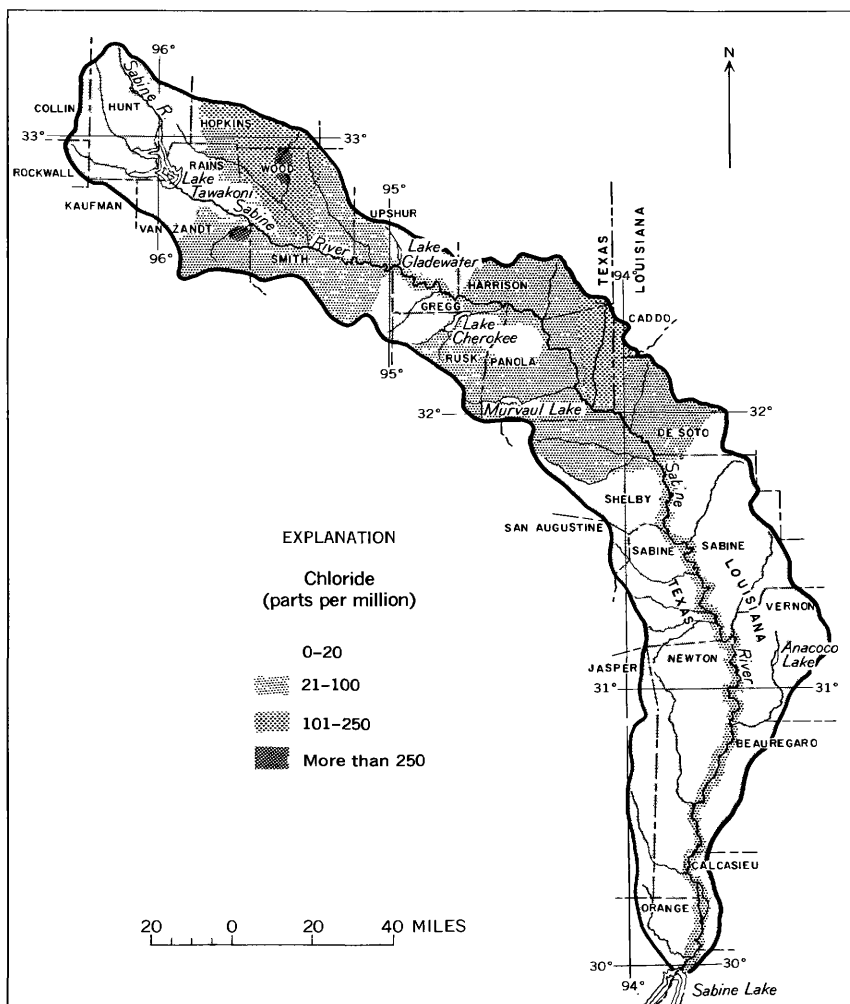 N
96°
Sabine R
COLLIN
HUNT
HOPKINS
33°
33°
RAINS
WOOD
ROCKWALL
Lake
Tawakoni
95°
KAUFMAN
UPSHUR
VAN ZANDT
Sabine
River
Lake
Gladewater
TEXAS
LOUISIANA
96°
SMITH
94°
HARRISON
GREGG
CADDO
Lake
Cherokee
RUSK
PANOLA
95°
32°
Murvaul Lake
32°
DE SOTO
Sabine
SHELBY
SAN AUGUSTINE
SABINE
SABINE
LOUISIANA
TEXAS
VERNON
Anacoco
Lake
JASPER
NEWTON
River
31°
31°
BEAUREGARO
CALCASIEU
ORANGE
30°
30°
94°
Sabine Lake
EXPLANATION
Chloride
(parts per million)
0-20
21-100
101-250
More than 250
20 0 20 40 MILES